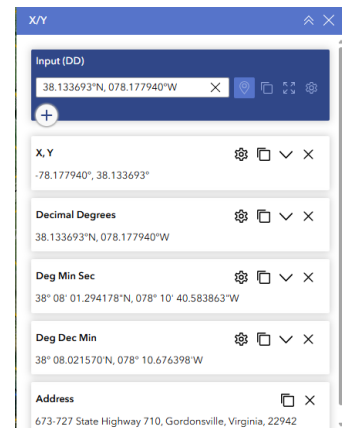 X/Y
Input (DD)
38.133693°N, 078.177940°W
X, Y
-78.177940°, 38.133693°
Decimal Degrees
38.133693°N, 078.177940°W
Deg Min Sec
38° 08' 01.294178"N, 078° 10' 40.583863"W
Deg Dec Min
38° 08.021570'N, 078° 10.676398'W
Address
673-727 State Highway 710, Gordonsville, Virginia, 22942